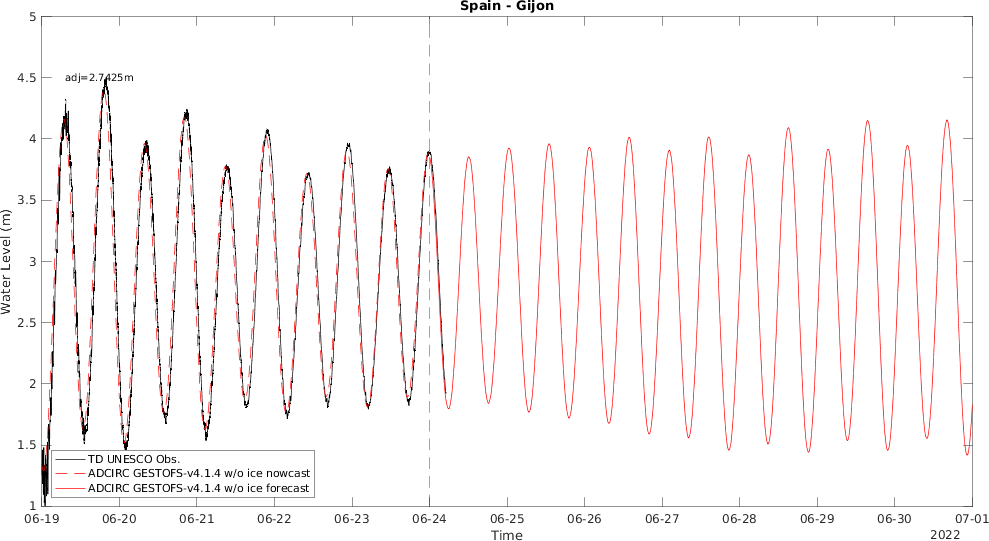 Spain - Gijon
5
4.5
4
3.5
3
2.5
2
1.5
1
Water Level (m)
adj=2.7425m
TD UNESCO Obs.
ADCIRC GESTOFS-v4.1.4 w/o ice nowcast
ADCIRC GESTOFS-v4.1.4 w/o ice forecast
06-19 06-20 06-21 06-22 06-23 06-24 06-25 06-26 06-27 06-28 06-29 06-30 07-01
Time
2022